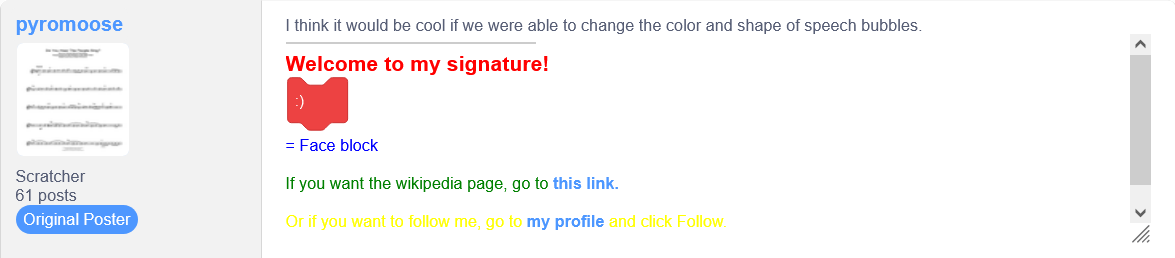 pyromoose
Scratcher
61 posts
Original Poster
I think it would be cool if we were able to change the color and shape of speech bubbles.
Welcome to my signature!
:)
= Face block
If you want the wikipedia page, go to this link.
Or if you want to follow me, go to my profile and click Follow.